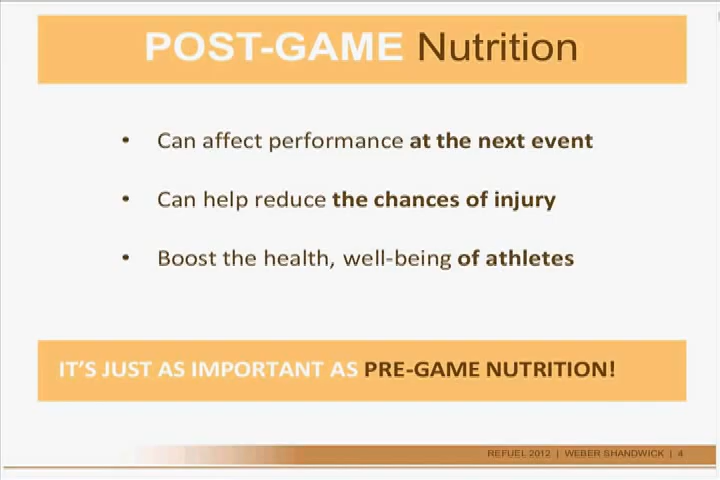 POST-GAME Nutrition
• Can affect performance at the next event
• Can help reduce the chances of injury
• Boost the health, well-being of athletes
IT'S JUST AS IMPORTANT AS PRE-GAME NUTRITION!
REFUEL 2012 | WEBER SHANDWICK | 4